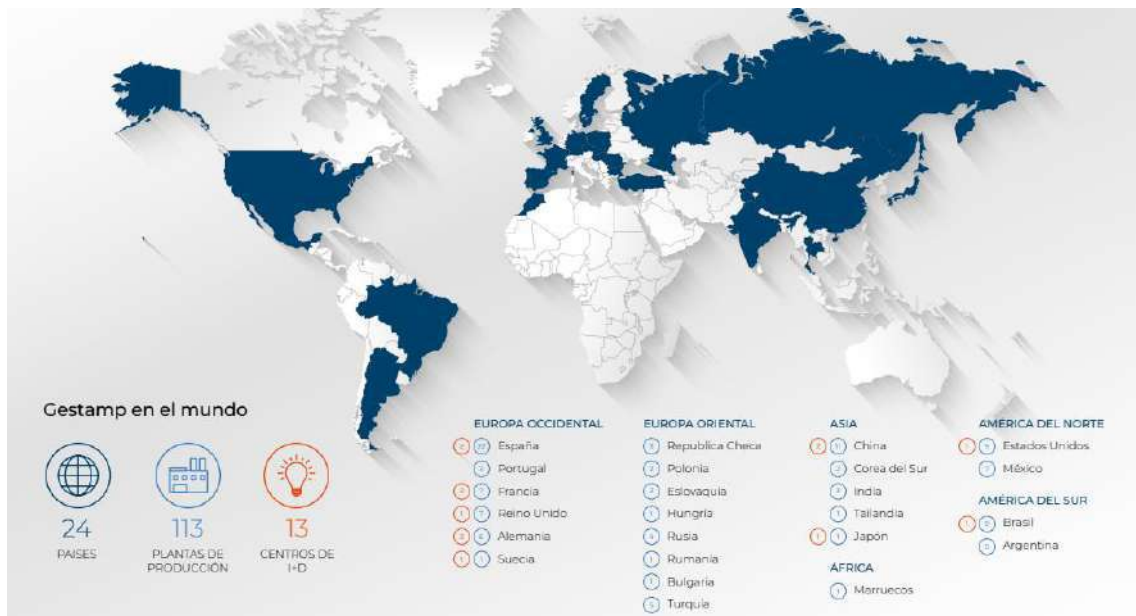 Gestamp en el mundo
24
PAISES
113
PLANTAS DE
PRODUCCIÓN
13
CENTROS DE
I+D
EUROPA OCCIDENTAL
España
Portugal
Francia
Reino Unido
Alemania
Suecia
EUROPA ORIENTAL
Republica Checa
Polonia
Eslovaquia
Hungría
Rusia
Rumanía
Bulgaria
Turquía
ASIA
China
Corea del Sur
India
Tailandia
Japón
ÁFRICA
Marruecos
AMÉRICA DEL NORTE
Estados Unidos
México
AMÉRICA DEL SUR
Brasil
Argentina